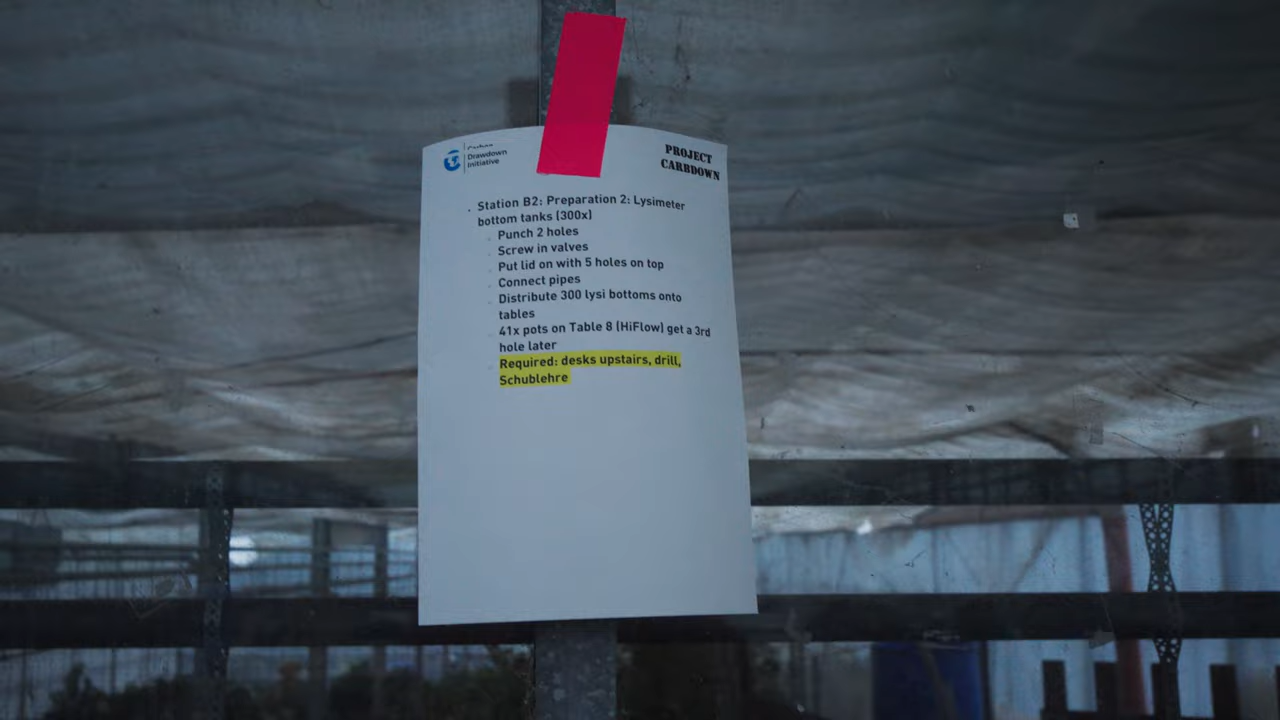 Carbon
Drawdown
Initiative
PROJECT
CARBDOWN
Station B2: Preparation 2: Lysimeter
bottom tanks (300x)
Punch 2 holes
Screw in valves
Put lid on with 5 holes on top
Connect pipes
Distribute 300 lysi bottoms onto
tables
41x pots on Table 8 (HiFlow) get a 3rd
hole later
Required: desks upstairs, drill,
Schublehre